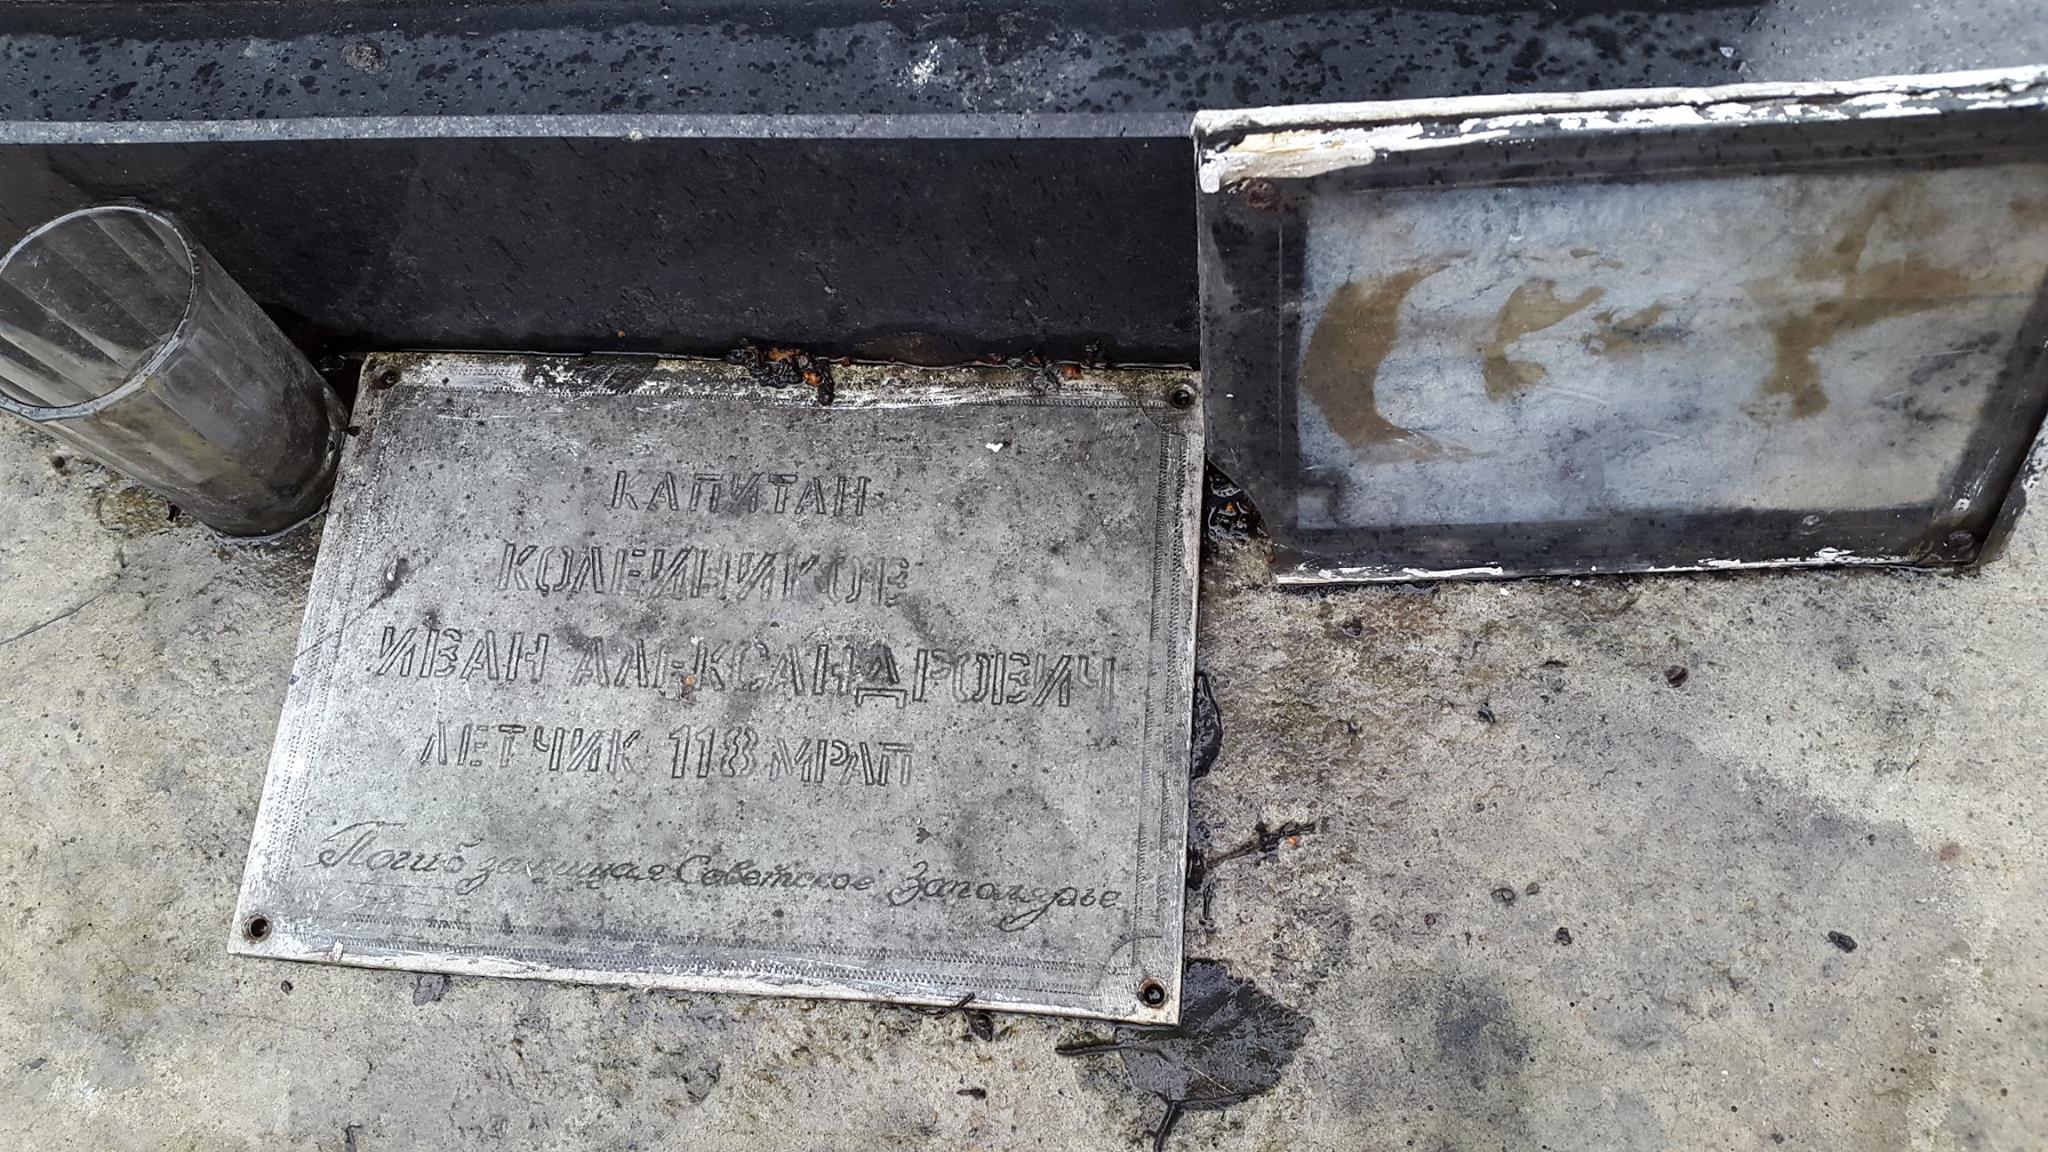 КАПИТАН
КОЛЕЙНИКОВ
ИВАН АЛЕКСАНДРОВИЧ
ЛЕТЧИК 118 МРАП
Погиб защищая Советское Заполярье